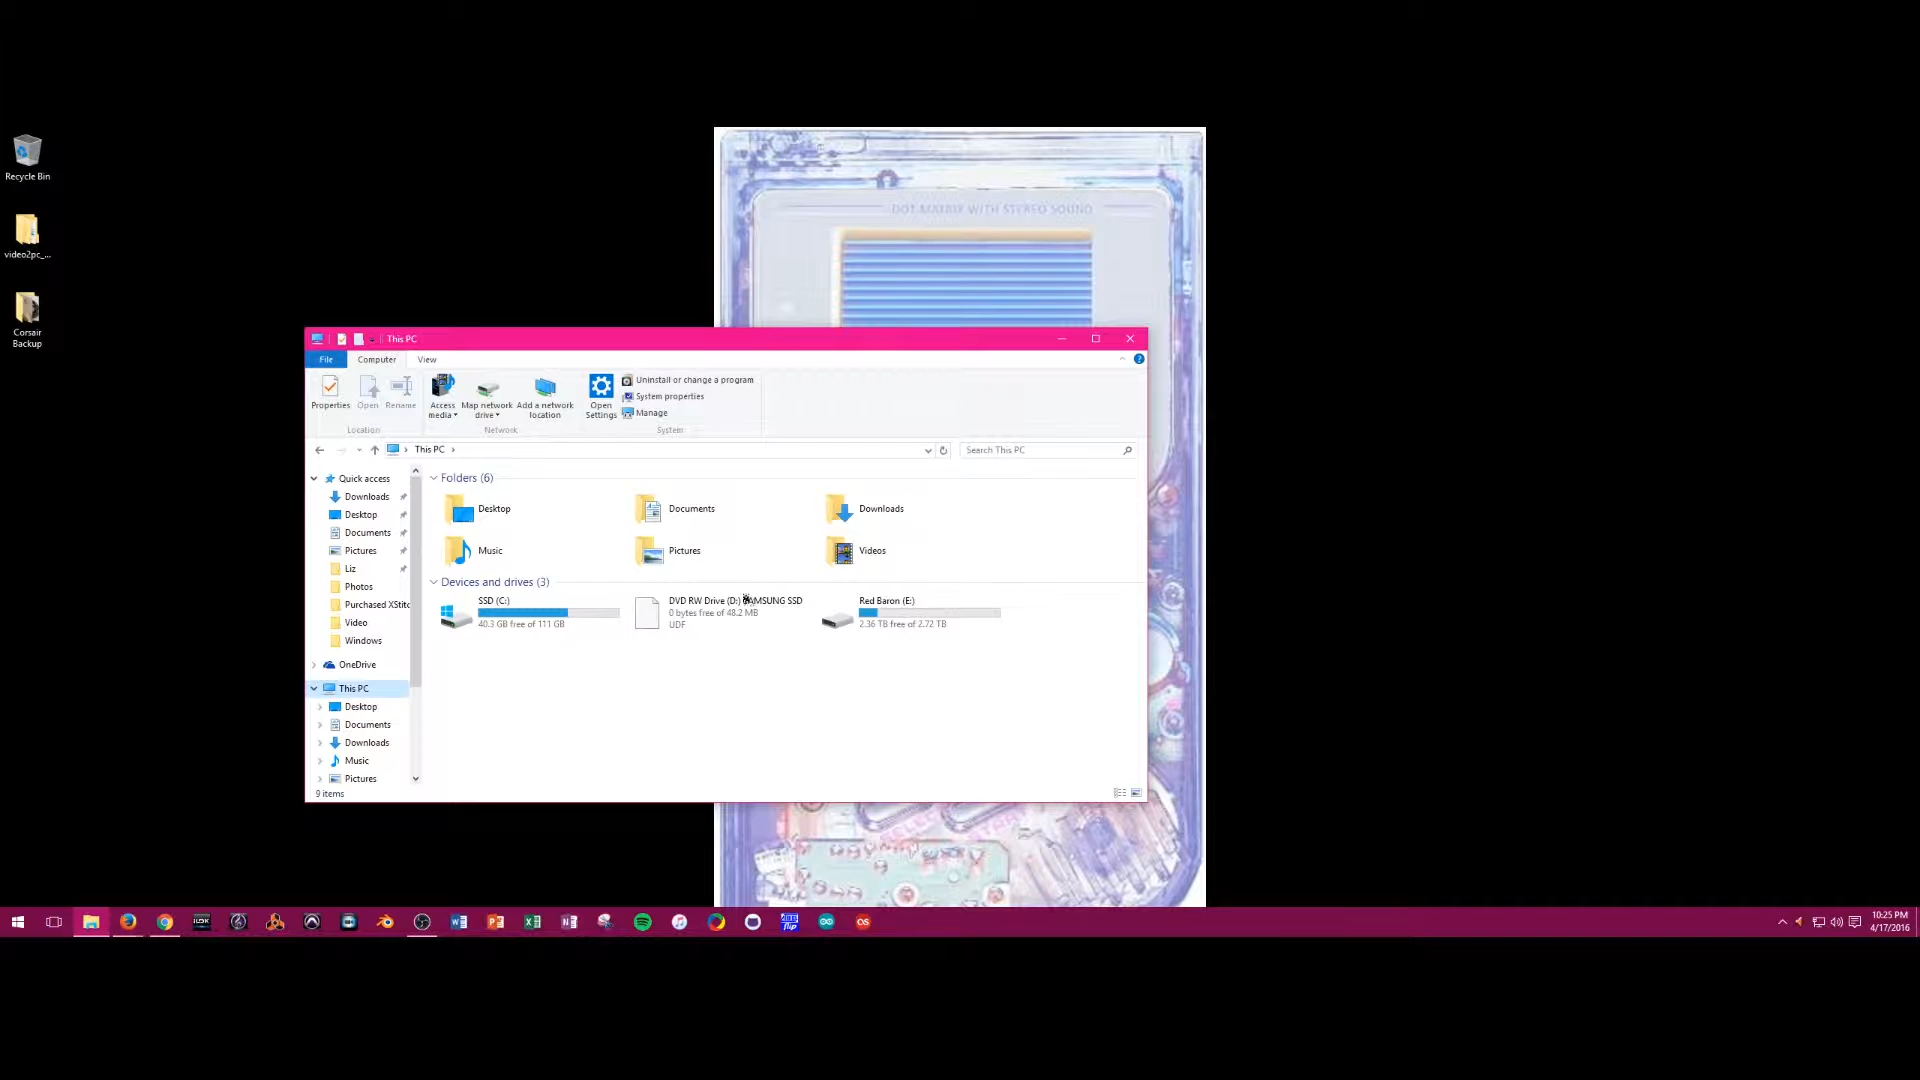 DOT MATRIX WITH STEREO SOUND
Recycle Bin
video2pc_...
Corsair
Backup
This PC
File Computer View
Properties Open Rename
Access media Map network drive Add a network location
Open Settings
Uninstall or change a program
System properties
Manage
Location Network System
This PC
Search This PC
Quick access
Downloads
Desktop
Documents
Pictures
Liz
Photos
Purchased XStitc
Video
Windows
OneDrive
This PC
Desktop
Documents
Downloads
Music
Pictures
Folders (6)
Desktop Documents Downloads
Music Pictures Videos
Devices and drives (3)
SSD (C:)
40.3 GB free of 111 GB
DVD RW Drive (D:) SAMSUNG SSD
0 bytes free of 48.2 MB
UDF
Red Baron (E:)
2.36 TB free of 2.72 TB
9 items
SELECT START
10:25 PM
4/17/2016